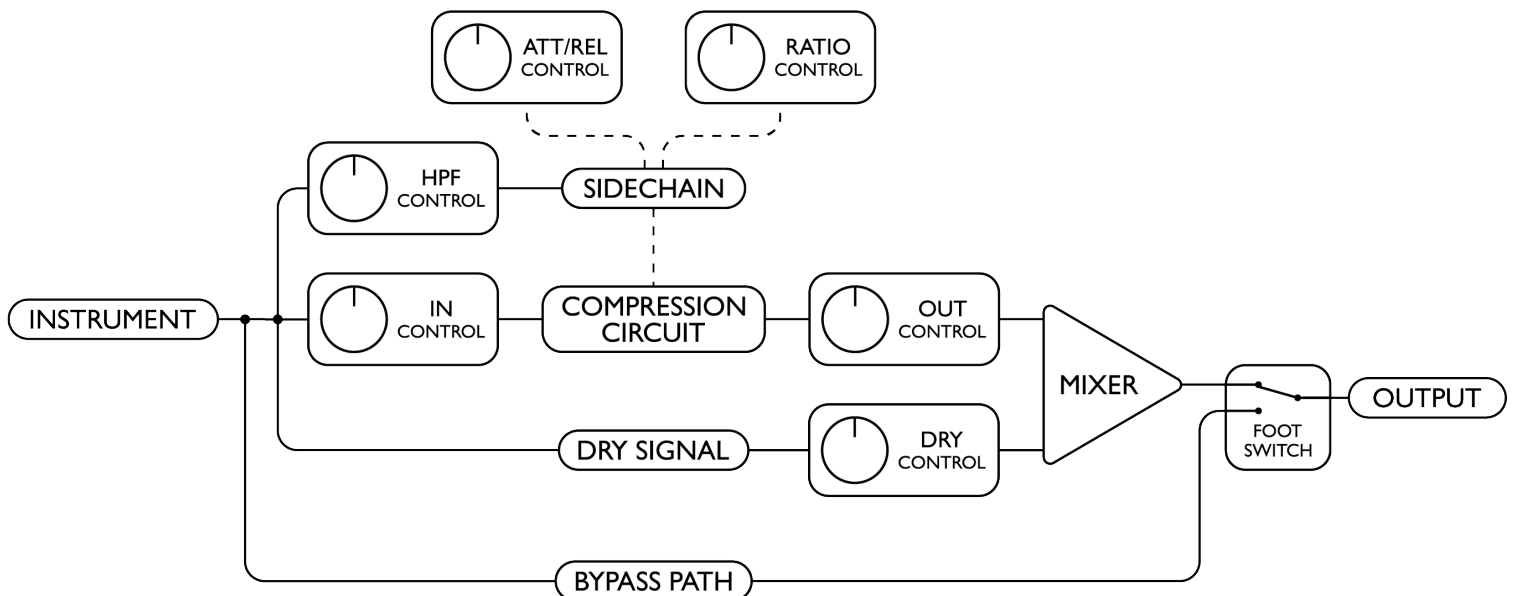 ATT/REL
CONTROL
RATIO
CONTROL
HPF
CONTROL
SIDECHAIN
INSTRUMENT
IN
CONTROL
COMPRESSION
CIRCUIT
OUT
CONTROL
MIXER
OUTPUT
FOOT
SWITCH
DRY SIGNAL
DRY
CONTROL
BYPASS PATH